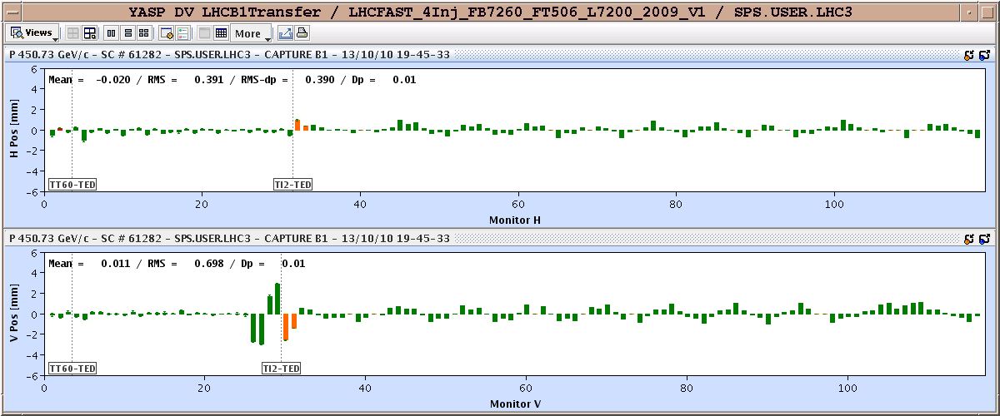 YASP DV LHCB1Transfer / LHCFAST_4Inj_FB7260_FT506_L7200_2009_V1 / SPS.USER.LHC3
Views More
P 450.73 GeV/c - SC # 61282 - SPS.USER.LHC3 - CAPTURE B1 - 13/10/10 19-45-33
Mean = -0.020 / RMS = 0.391 / RMS-dp = 0.390 / Dp = 0.01
H Pos [mm]
6
4
2
0
-2
-4
-6
TT60-TED TI2-TED
0 20 40 60 80 100
Monitor H
P 450.73 GeV/c - SC # 61282 - SPS.USER.LHC3 - CAPTURE B1 - 13/10/10 19-45-33
Mean = 0.011 / RMS = 0.698 / Dp = 0.01
V Pos [mm]
6
4
2
0
-2
-4
-6
TT60-TED TI2-TED
0 20 40 60 80 100
Monitor V